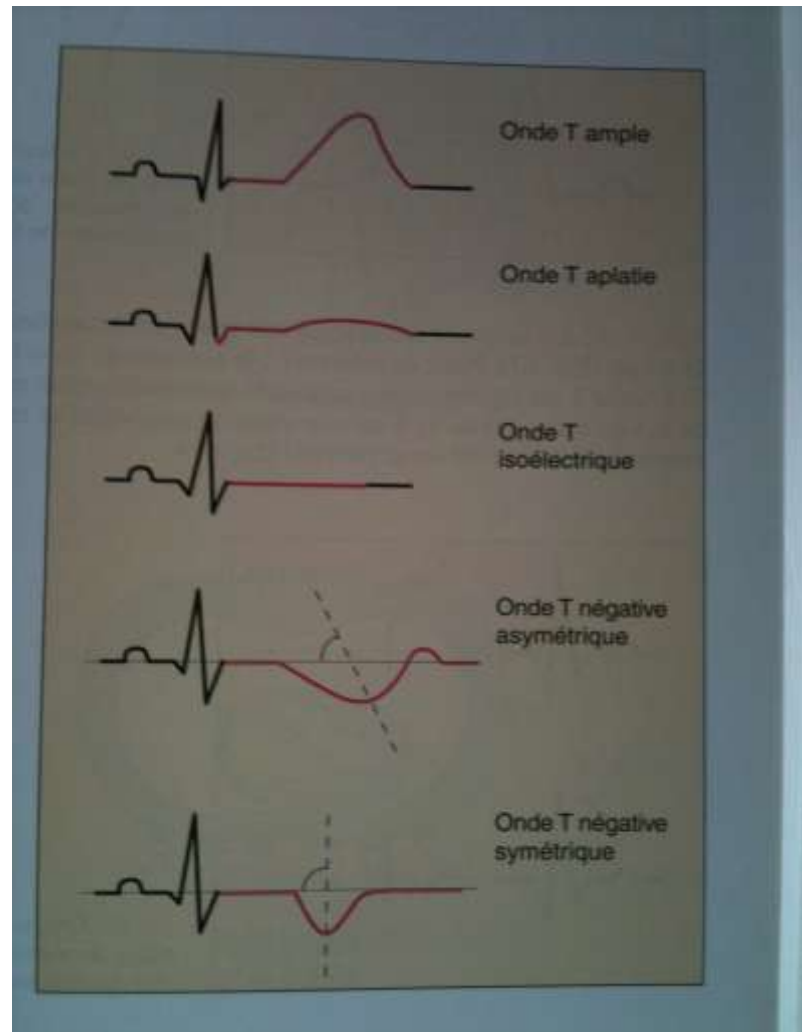 Onde T ample
Onde T aplatie
Onde T
isoélectrique
Onde T négative
asymétrique
Onde T négative
symétrique